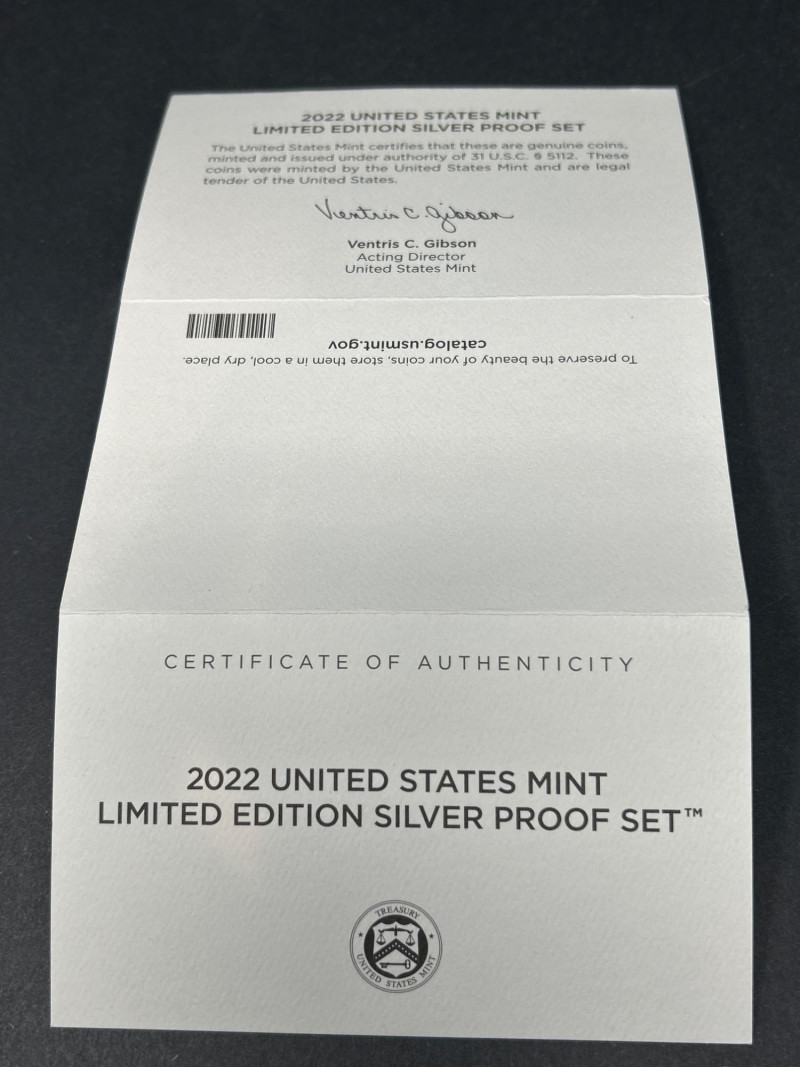 2022 UNITED STATES MINT
LIMITED EDITION SILVER PROOF SET
The United States Mint certifies that these are genuine coins,
minted and issued under authority of 31 U.S.C. § 5112. These
coins were minted by the United States Mint and are legal
tender of the United States.
Ventris C. Gibson
Ventris C. Gibson
Acting Director
United States Mint
To preserve the beauty of your coins, store them in a cool, dry place.
catalog.usmint.gov
CERTIFICATE OF AUTHENTICITY
2022 UNITED STATES MINT
LIMITED EDITION SILVER PROOF SET™
TREASURY
UNITED STATES MINT